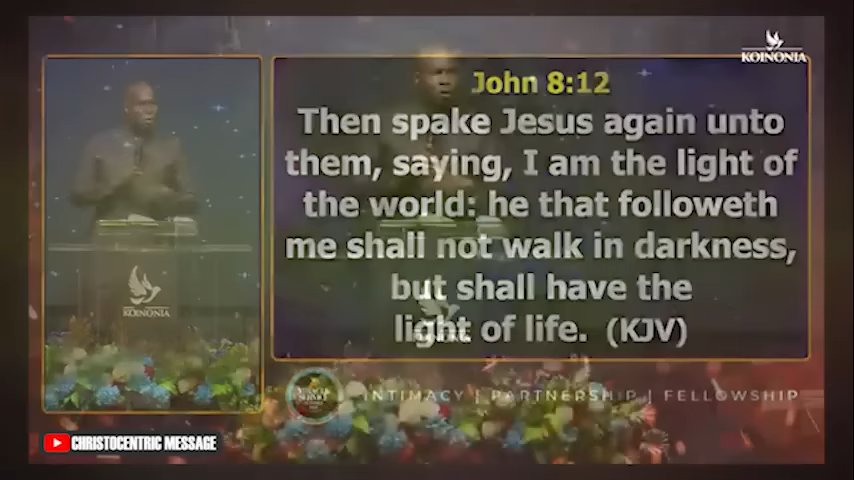 KOINONIA
John 8:12
Then spake Jesus again unto
them, saying, I am the light of
the world: he that followeth
me shall not walk in darkness,
but shall have the
light of life. (KJV)
KOINONIA
INTIMACY | PARTNERSHIP | FELLOWSHIP
CHRISTOCENTRIC MESSAGE